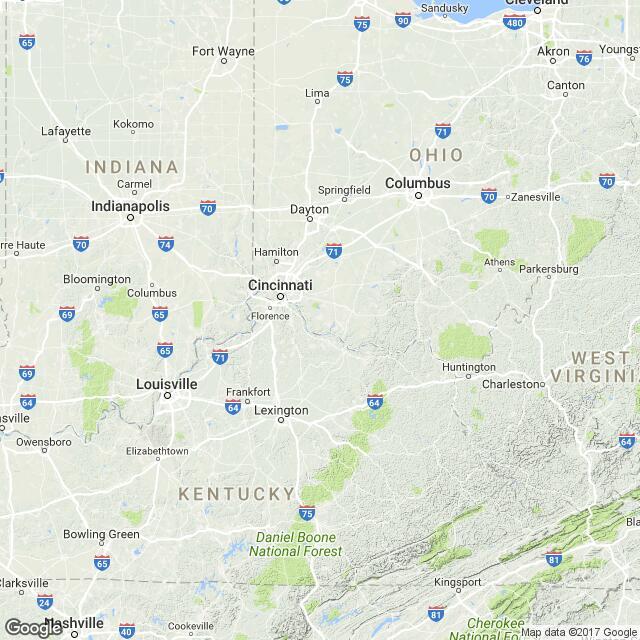 Sandusky
Cleveland
65
75
90
480
Fort Wayne
Akron
Youngst
76
75
Canton
Lima
Lafayette
Kokomo
71
INDIANA
OHIO
70
Carmel
Springfield
Columbus
70
70
Zanesville
Indianapolis
70
Dayton
rre Haute
70
74
71
Hamilton
Athens
Parkersburg
Bloomington
Columbus
Cincinnati
69
65
Florence
65
71
WEST
VIRGINIA
69
Huntington
Charleston
Louisville
64
Frankfort
64
64
Lexington
nsville
64
Owensboro
Elizabethtown
KENTUCKY
75
Bla
Bowling Green
Daniel Boone
National Forest
65
81
Clarksville
Kingsport
24
81
Google
Nashville
40
Cookeville
Cherokee
National Fore
Map data ©2017 Google